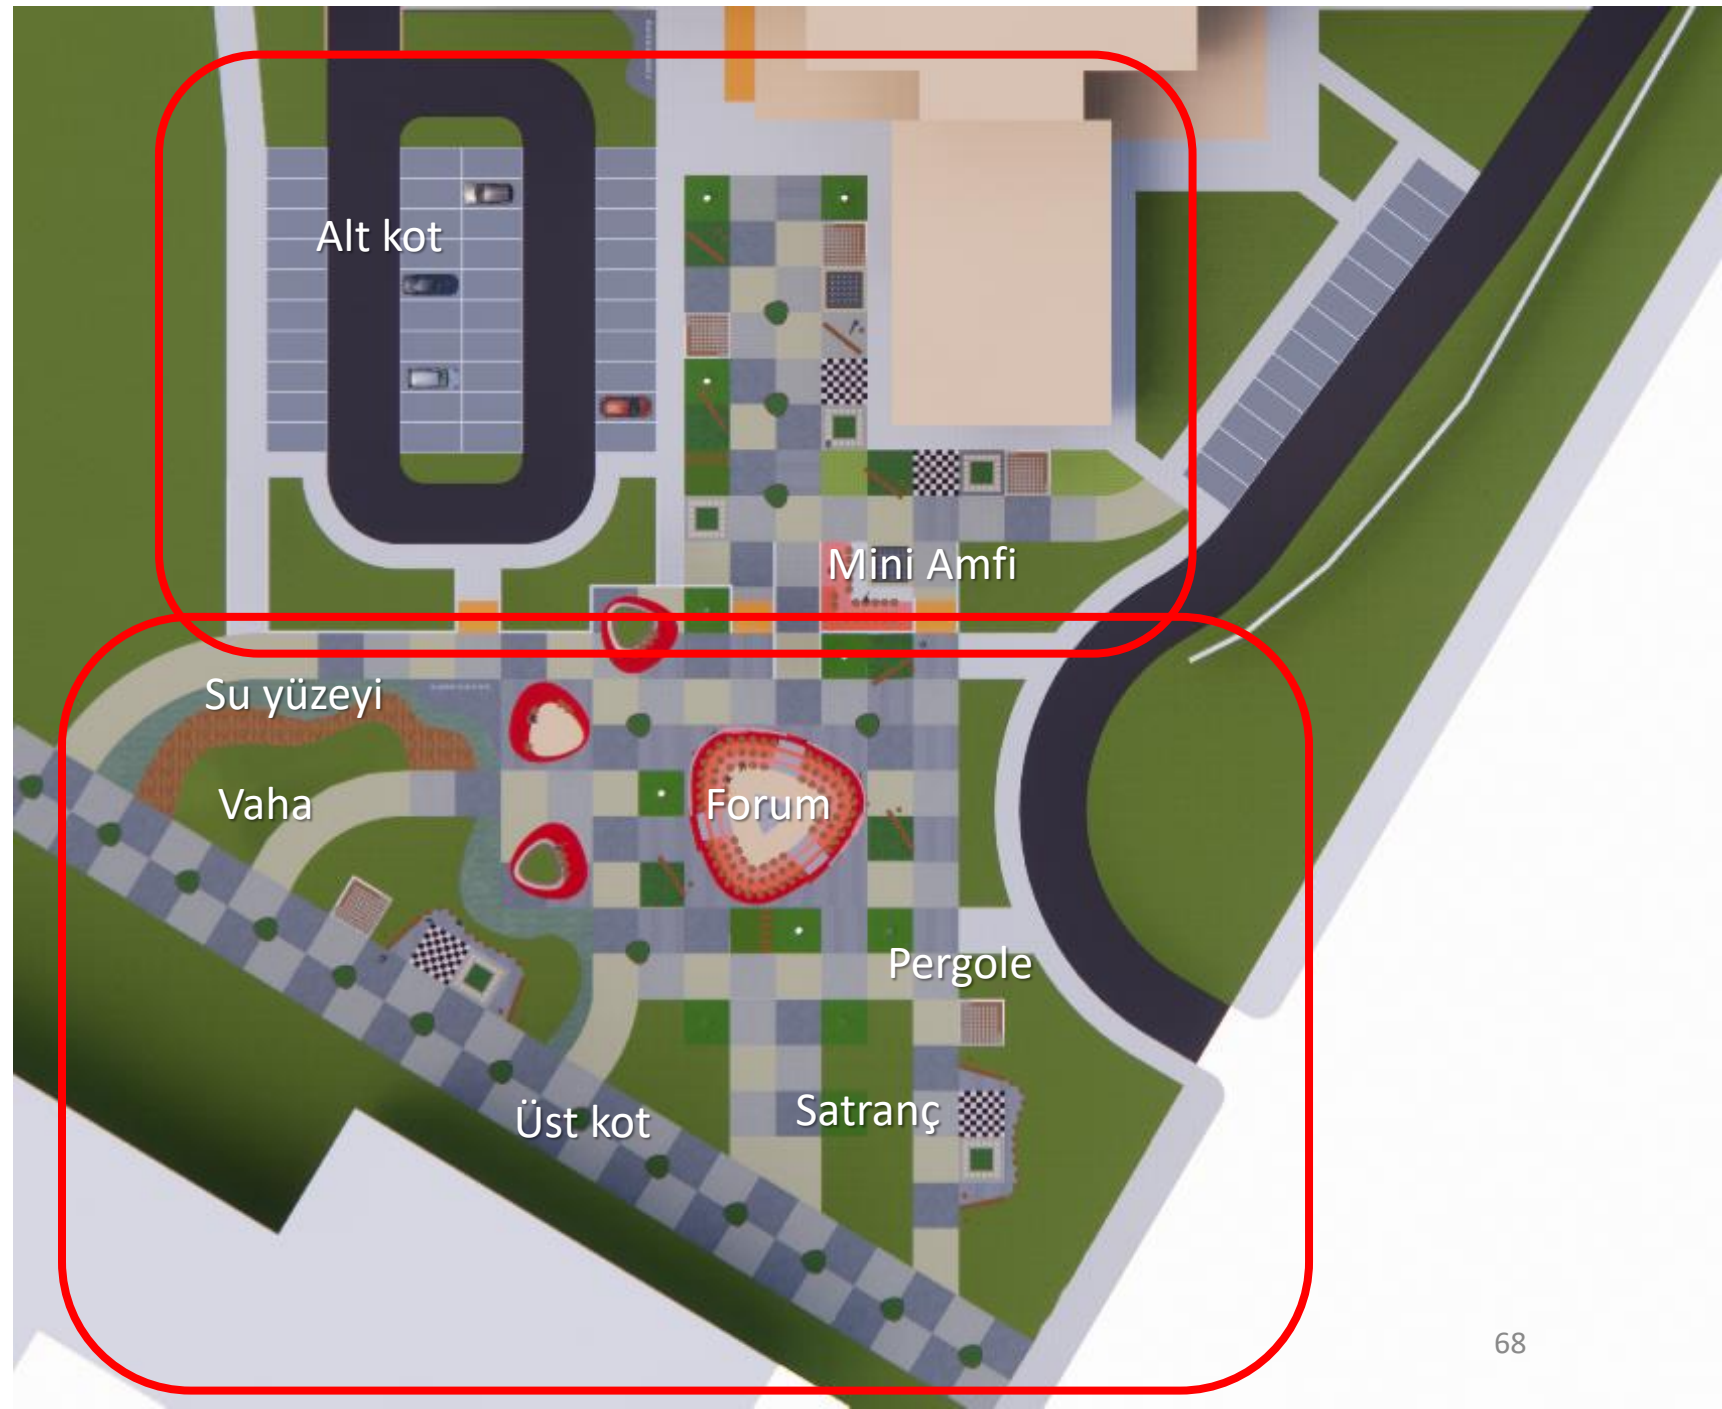 Alt kot
Mini Amfi
Su yüzeyi
Vaha
Forum
Pergole
Üst kot
Satranç
68